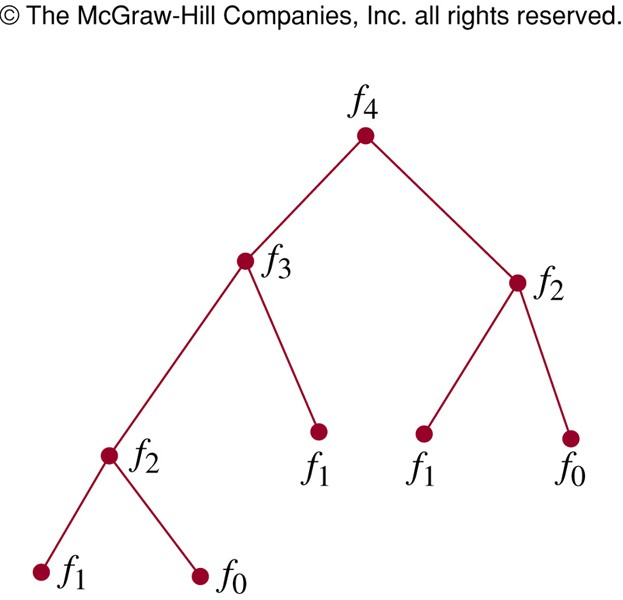 © The McGraw-Hill Companies, Inc. all rights reserved.
f4
f3
f2
f2
f1
f1
f0
f1
f0